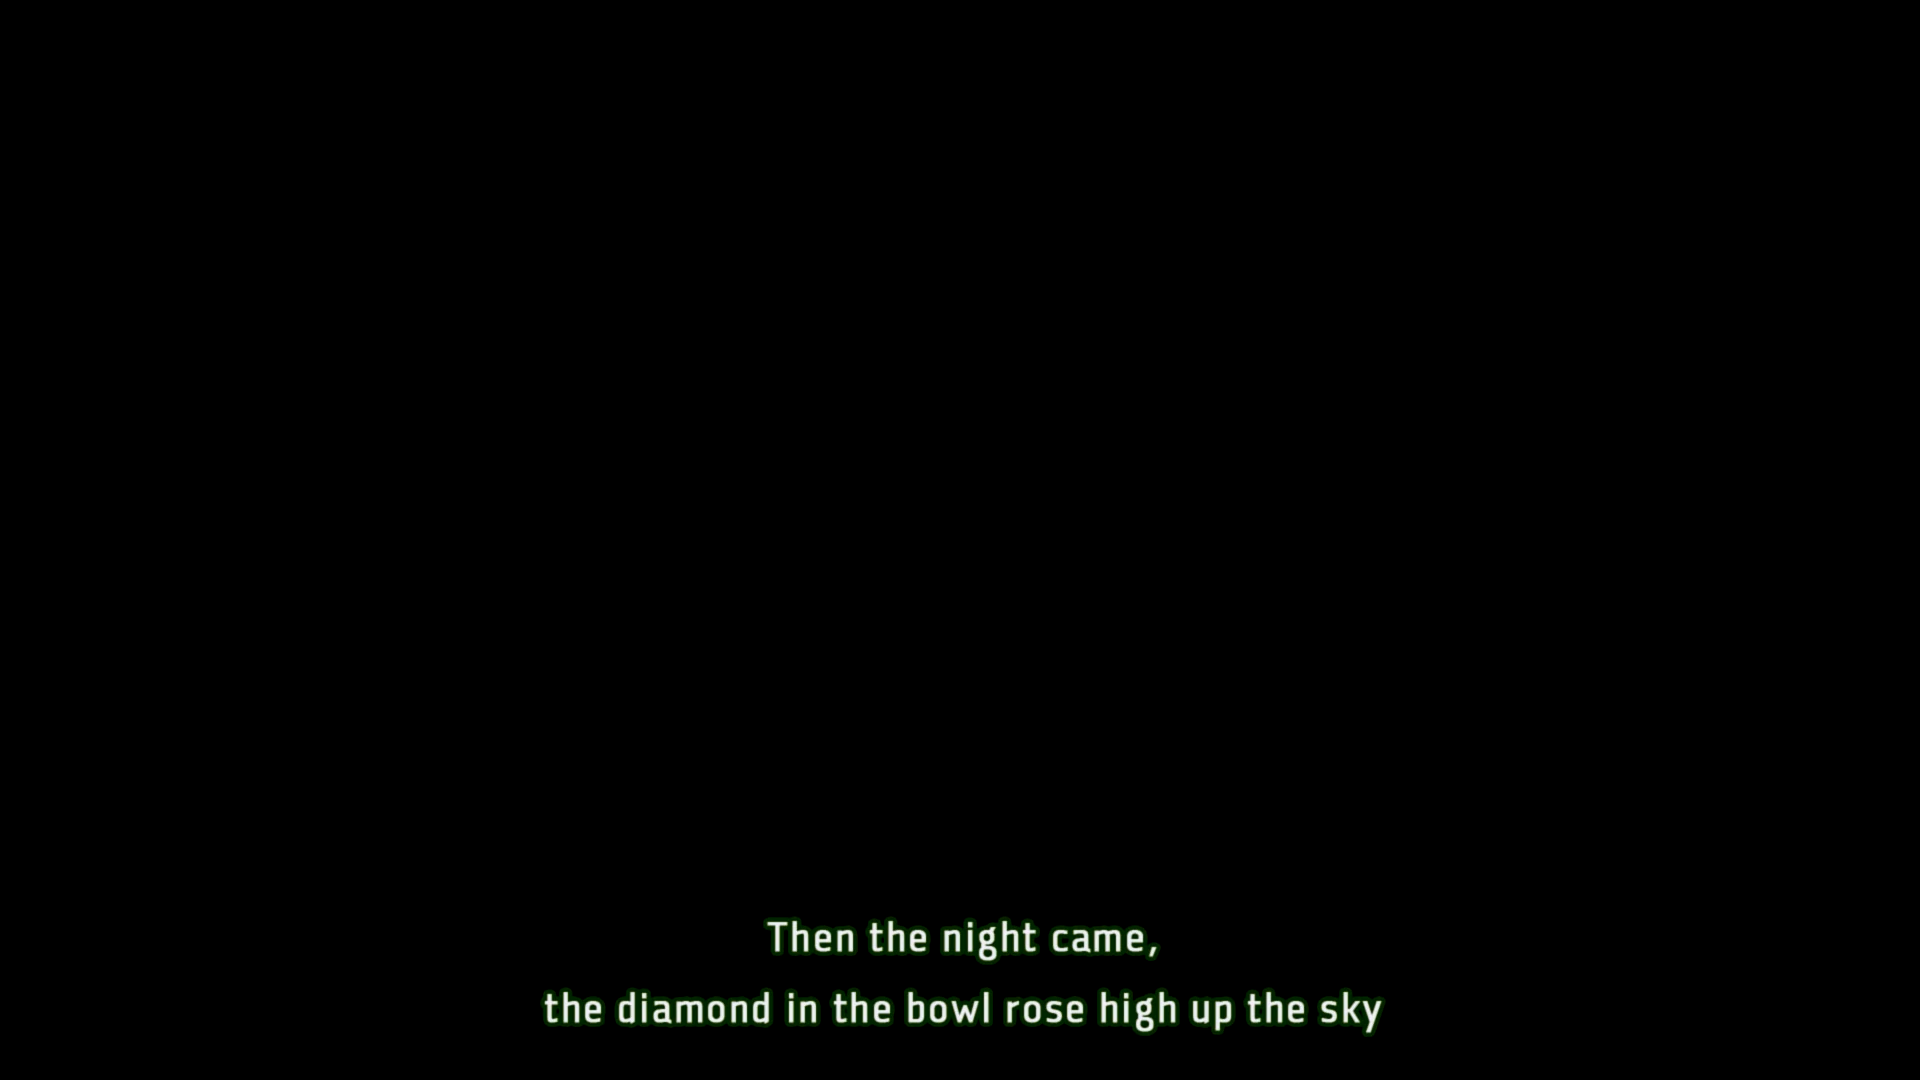 Then the night came,
the diamond in the bowl rose high up the sky